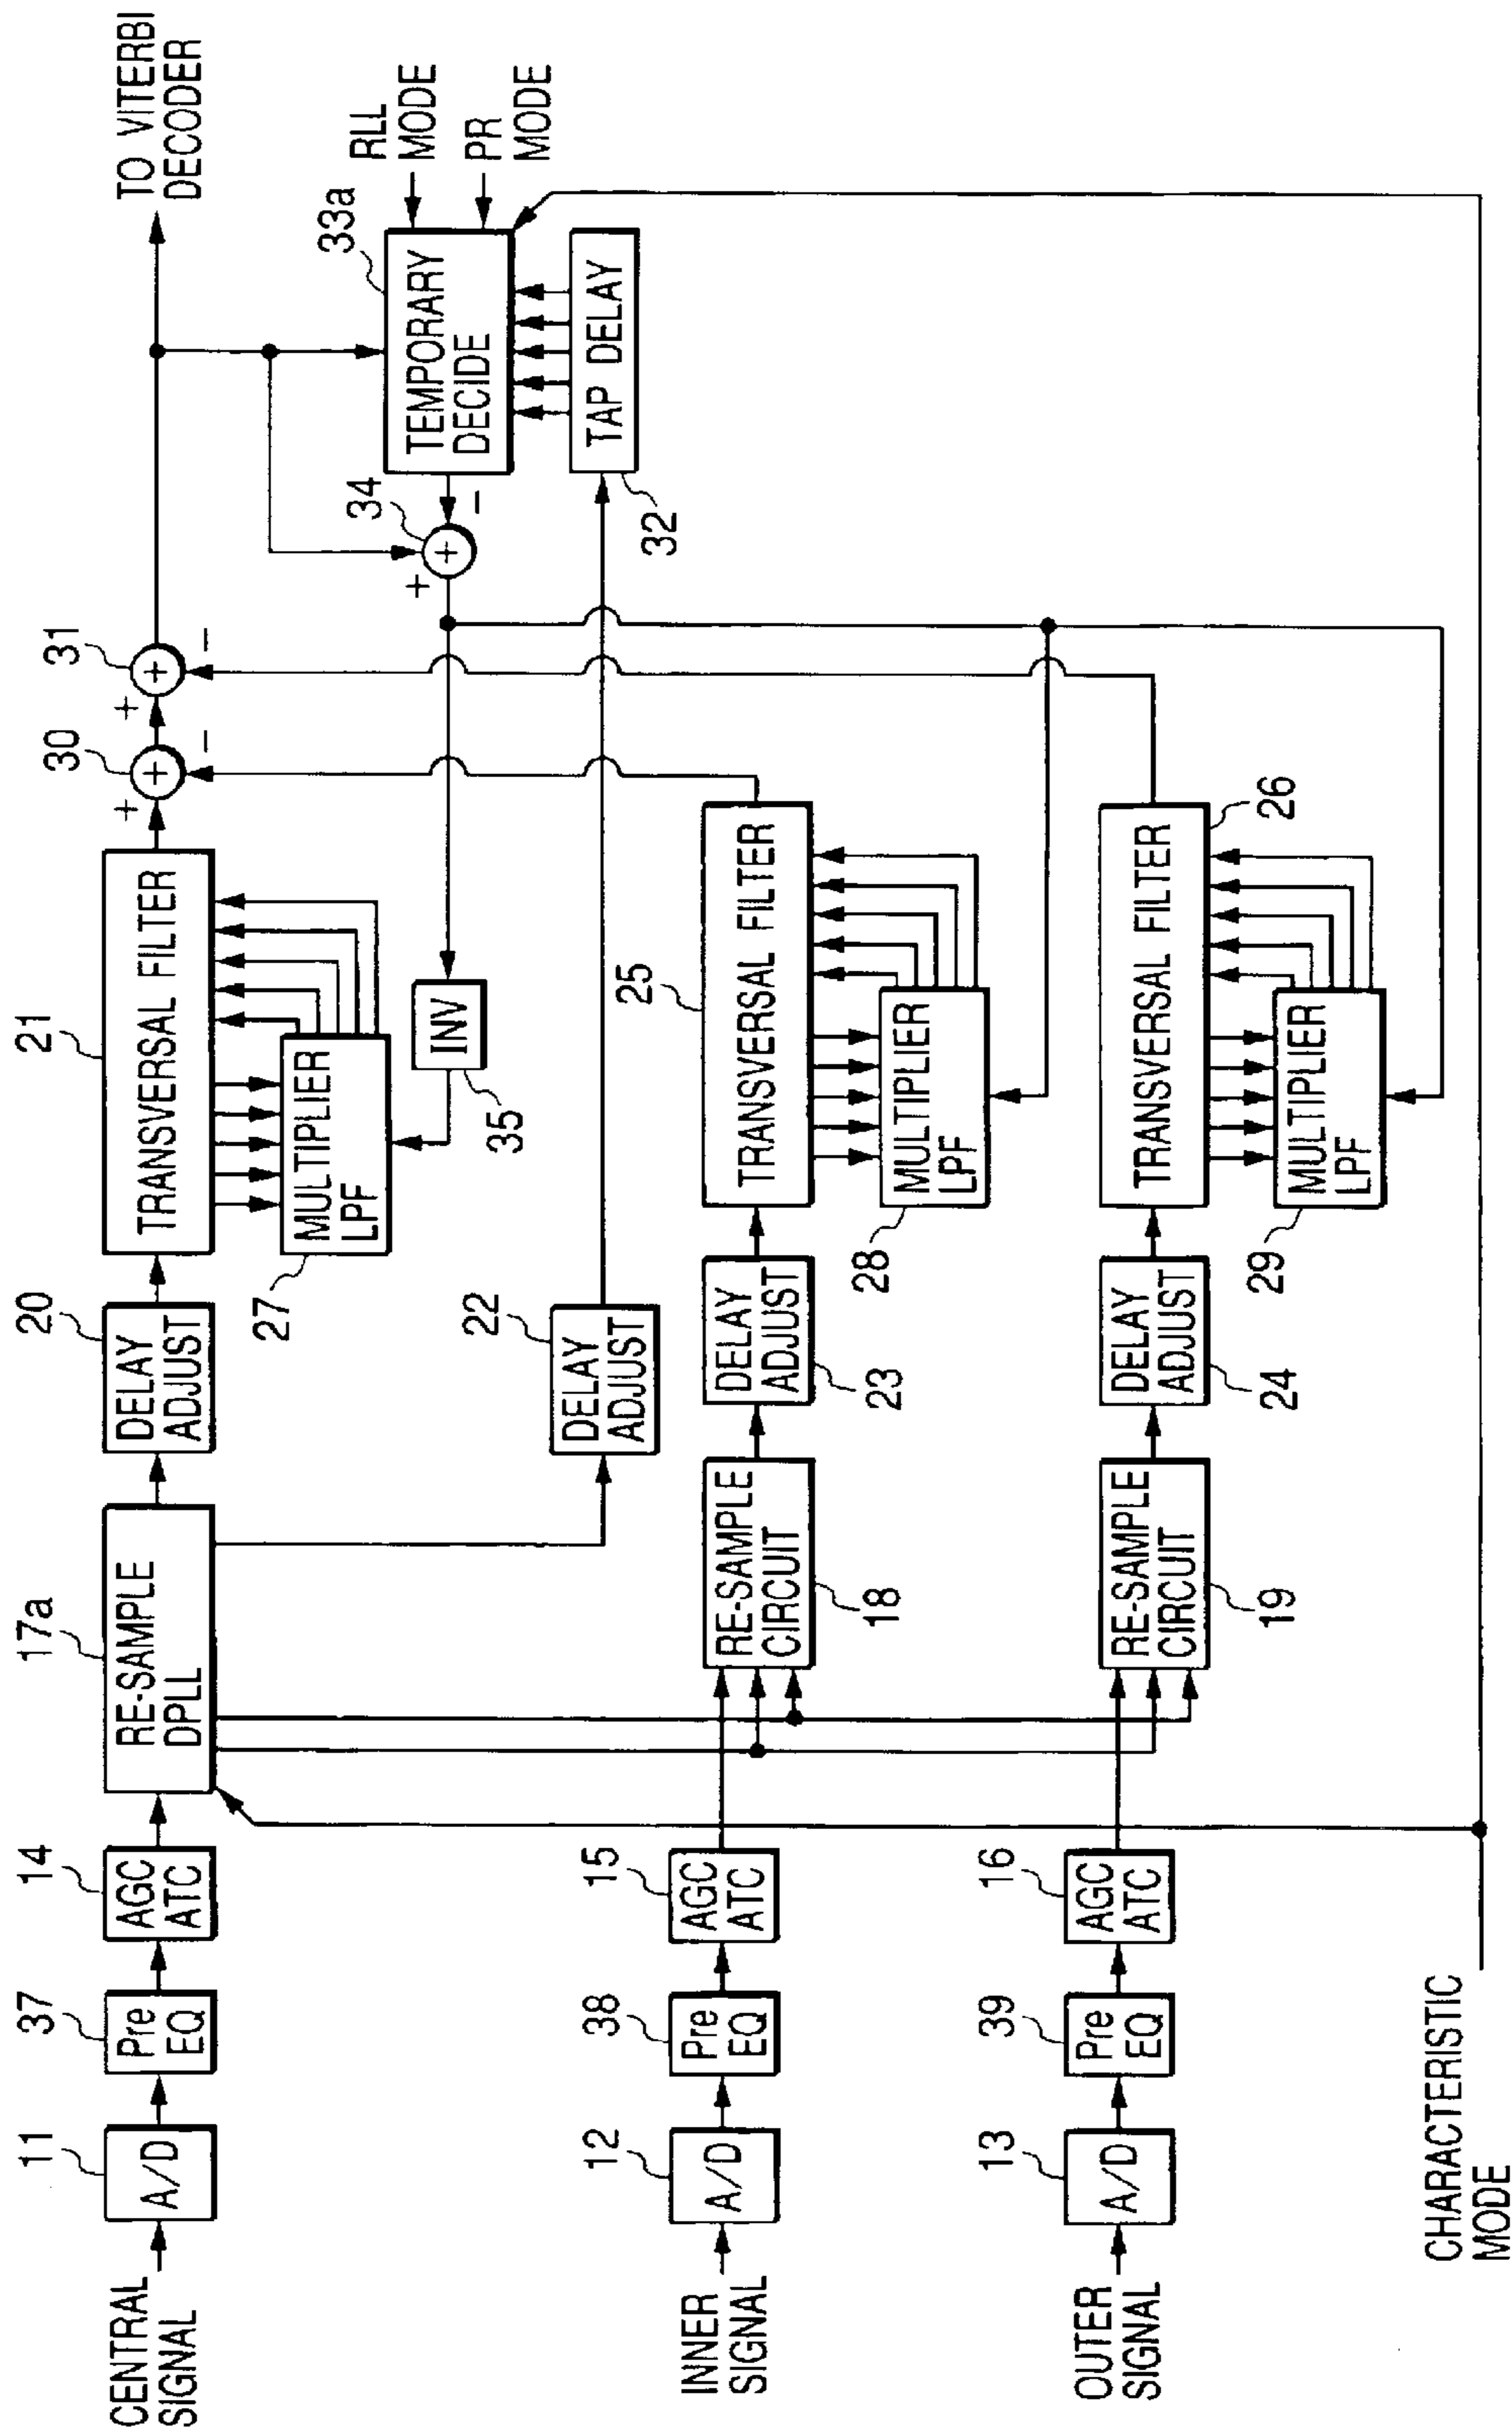 CENTRAL
SIGNAL
11
A/D
37
Pre
EQ
14
AGC
ATC
17a
RE-SAMPLE
DPLL
20
DELAY
ADJUST
21
TRANSVERSAL FILTER
MULTIPLIER
LPF
27
INV
35
30
+
+
−
31
+
+
−
TO VITERBI
DECODER
RLL
MODE
PR
MODE
33a
TEMPORARY
DECIDE
34
+
+
−
TAP DELAY
32
22
DELAY
ADJUST
INNER
SIGNAL
12
A/D
38
Pre
EQ
15
AGC
ATC
RE-SAMPLE
CIRCUIT
18
DELAY
ADJUST
23
25
TRANSVERSAL FILTER
MULTIPLIER
LPF
28
OUTER
SIGNAL
13
A/D
39
Pre
EQ
16
AGC
ATC
RE-SAMPLE
CIRCUIT
19
DELAY
ADJUST
24
TRANSVERSAL FILTER
26
MULTIPLIER
LPF
29
CHARACTERISTIC
MODE